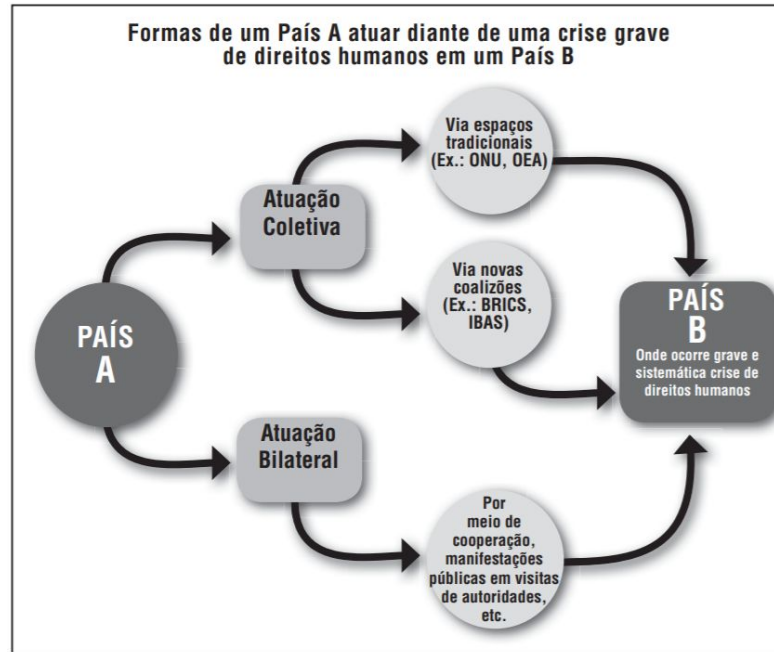 Formas de um País A atuar diante de uma crise grave
de direitos humanos em um País B
Via espaços
tradicionais
(Ex.: ONU, OEA)
Atuação
Coletiva
Via novas
coalizões
(Ex.: BRICS,
IBAS)
PAÍS
A
PAÍS
B
Onde ocorre grave e
sistemática crise de
direitos humanos
Atuação
Bilateral
Por
meio de
cooperação,
manifestações
públicas em visitas
de autoridades,
etc.